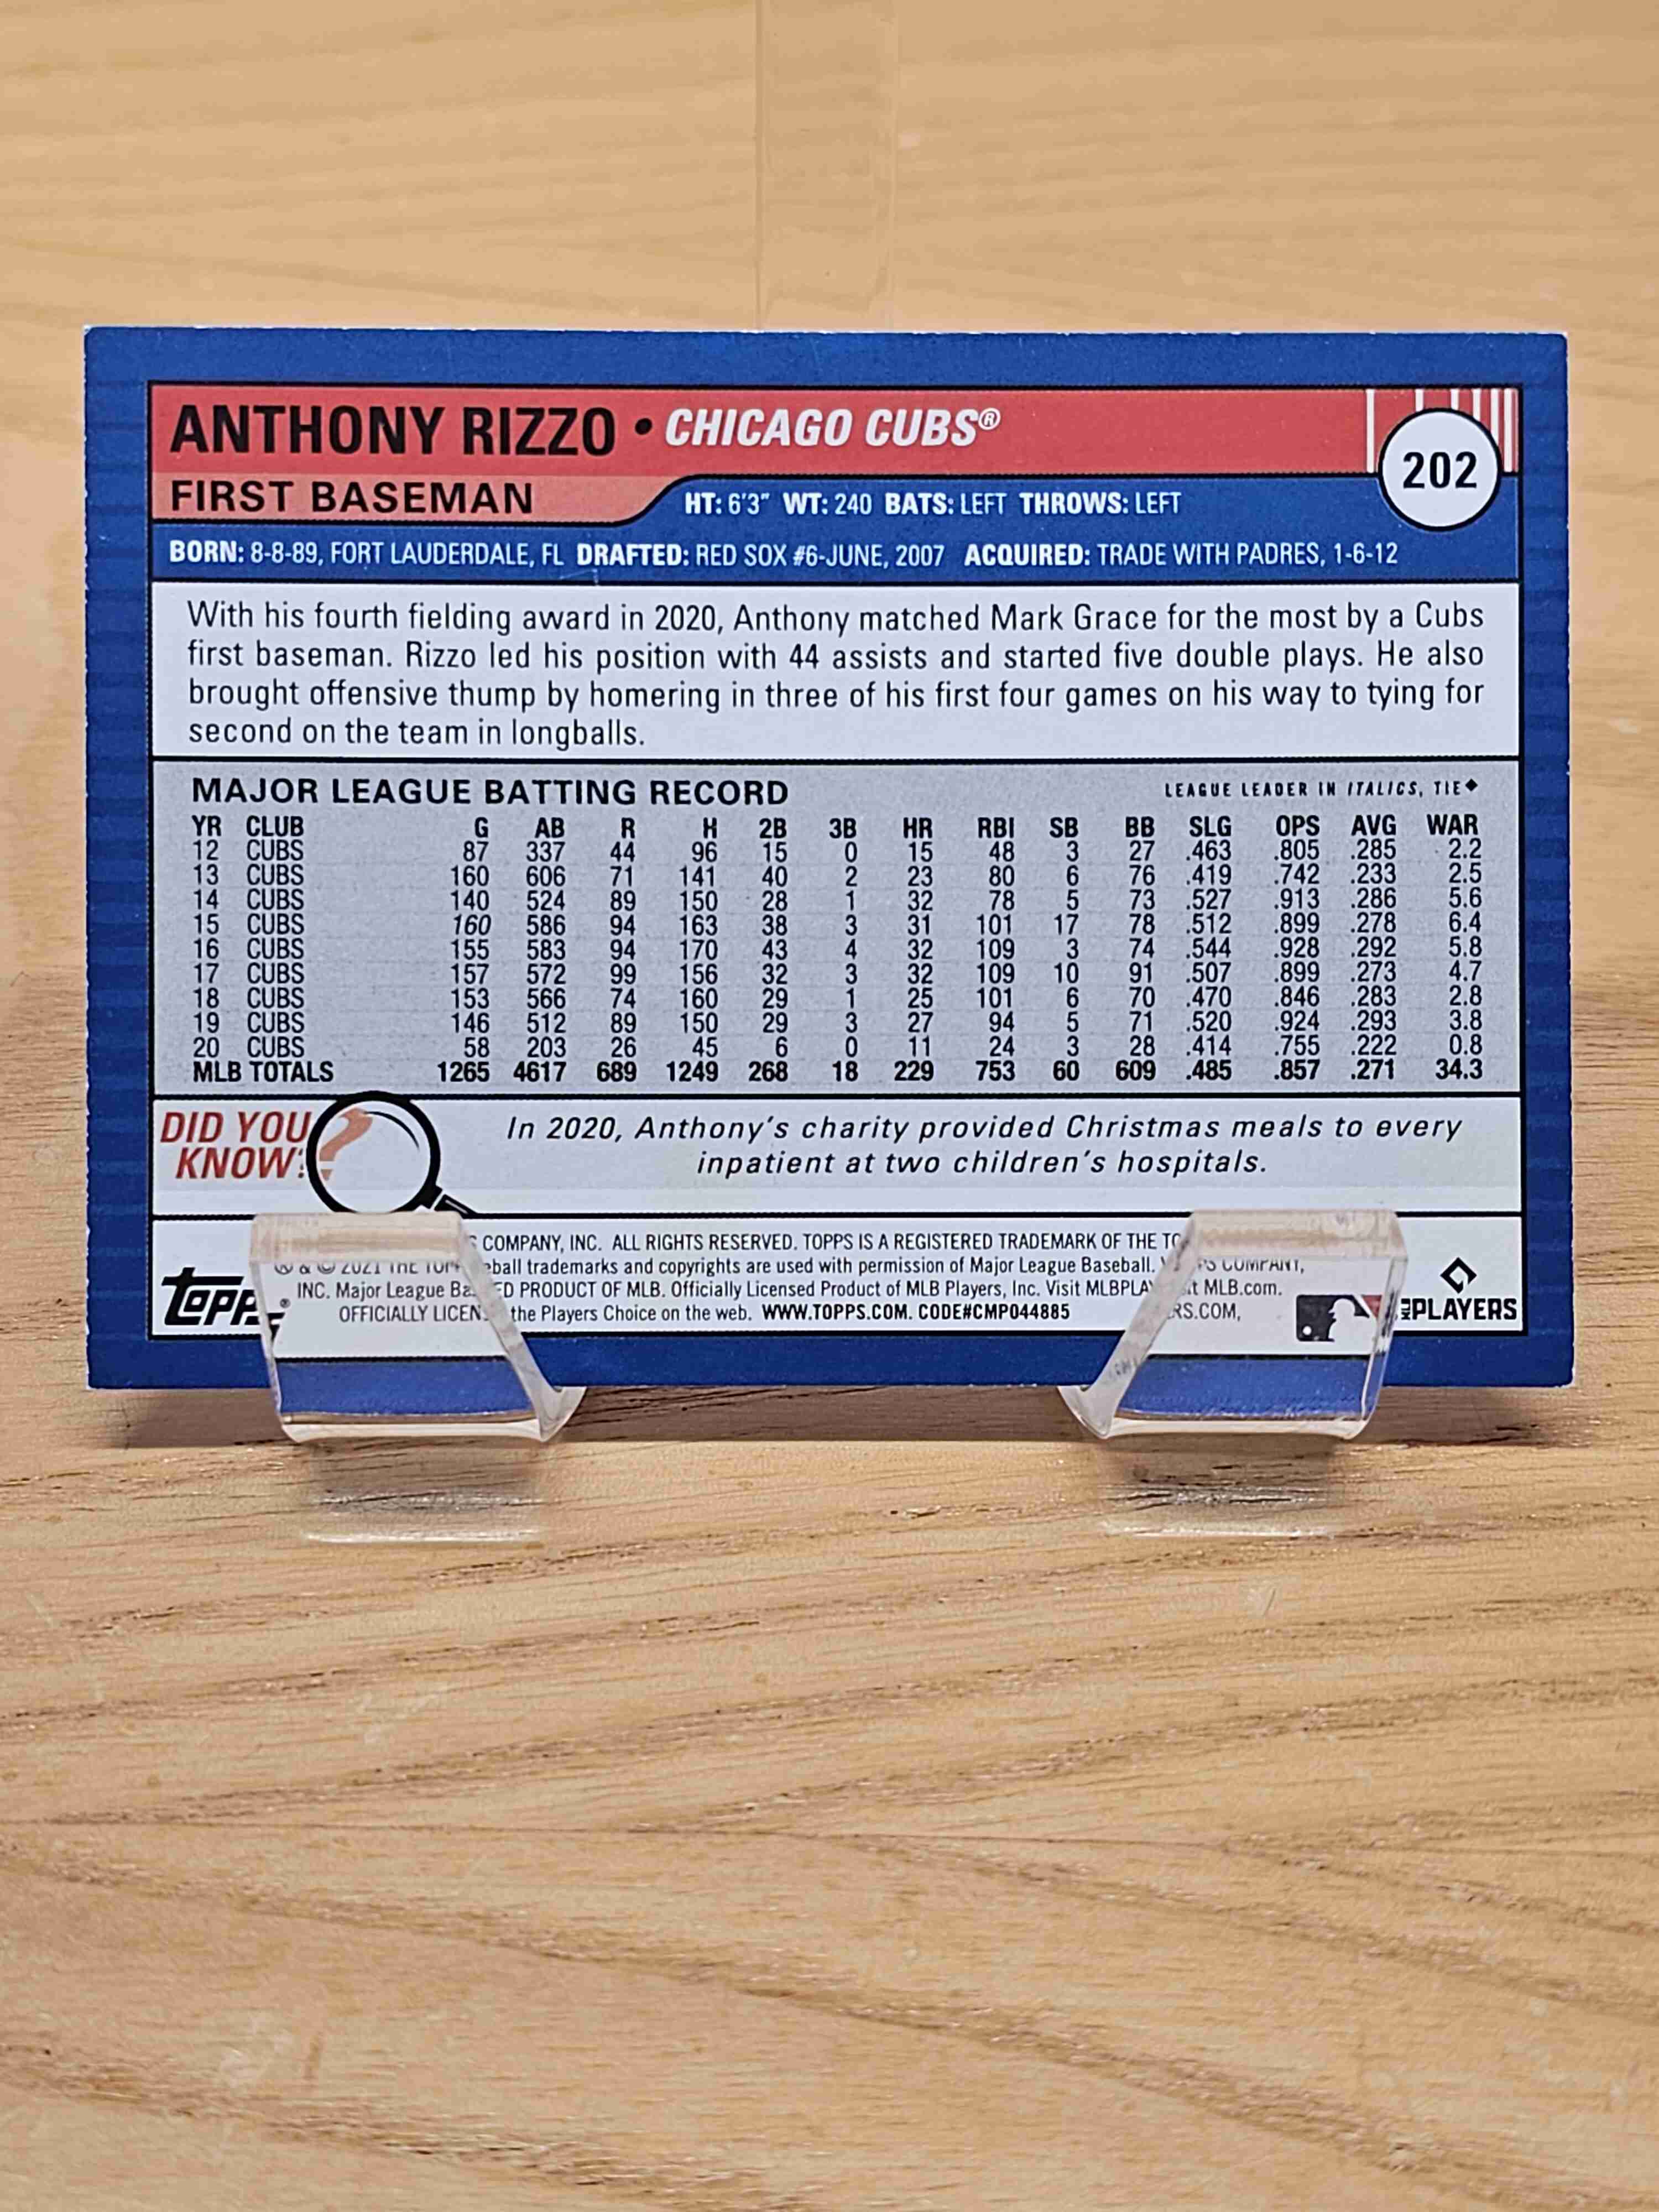 ANTHONY RIZZO • CHICAGO CUBS®
202
FIRST BASEMAN
HT: 6'3" WT: 240 BATS: LEFT THROWS: LEFT
BORN: 8-8-89, FORT LAUDERDALE, FL DRAFTED: RED SOX #6-JUNE, 2007 ACQUIRED: TRADE WITH PADRES, 1-6-12
With his fourth fielding award in 2020, Anthony matched Mark Grace for the most by a Cubs
first baseman. Rizzo led his position with 44 assists and started five double plays. He also
brought offensive thump by homering in three of his first four games on his way to tying for
second on the team in longballs.
MAJOR LEAGUE BATTING RECORD LEAGUE LEADER IN ITALICS, TIE◆
YR CLUB G AB R H 2B 3B HR RBI SB BB SLG OPS AVG WAR
12 CUBS 87 337 44 96 15 0 15 48 3 27 .463 .805 .285 2.2
13 CUBS 160 606 71 141 40 2 23 80 6 76 .419 .742 .233 2.5
14 CUBS 140 524 89 150 28 1 32 78 5 73 .527 .913 .286 5.6
15 CUBS 160 586 94 163 38 3 31 101 17 78 .512 .899 .278 6.4
16 CUBS 155 583 94 170 43 4 32 109 3 74 .544 .928 .292 5.8
17 CUBS 157 572 99 156 32 3 32 109 10 91 .507 .899 .273 4.7
18 CUBS 153 566 74 160 29 1 25 101 6 70 .470 .846 .283 2.8
19 CUBS 146 512 89 150 29 3 27 94 5 71 .520 .924 .293 3.8
20 CUBS 58 203 26 45 6 0 11 24 3 28 .414 .755 .222 0.8
MLB TOTALS 1265 4617 689 1249 268 18 229 753 60 609 .485 .857 .271 34.3
DID YOU
KNOW?
In 2020, Anthony's charity provided Christmas meals to every
inpatient at two children's hospitals.
® & © 2021 THE COMPANY, INC. ALL RIGHTS RESERVED. TOPPS IS A REGISTERED TRADEMARK OF THE COMPANY,
INC. Major League trademarks and copyrights are used with permission of Major League Baseball. at MLB.com.
OFFICIALLY PRODUCT OF MLB. Officially Licensed Product of MLB Players, Inc. Visit
the Players Choice on the web. WWW.TOPPS.COM. CODE#CMP044885
Topps®
PLAYERS